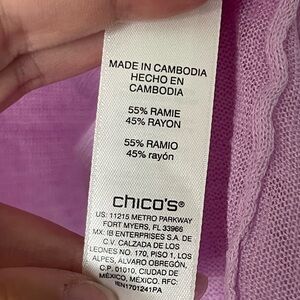 MADE IN CAMBODIA
HECHO EN
CAMBODIA
55% RAMIE
45% RAYON
55% RAMIO
45% rayón
chico's®
US: 11215 METRO PARKWAY
FORT MYERS, FL 33966
MX: IB ENTERPRISES S.A. DE
C.V. CALZADA DE LOS
LEONES NO. 170, PISO 1, LOS
ALPES, ALVARO OBREGÓN,
C.P. 01010, CIUDAD DE
MÉXICO, MÉXICO, RFC:
IEN1701241PA